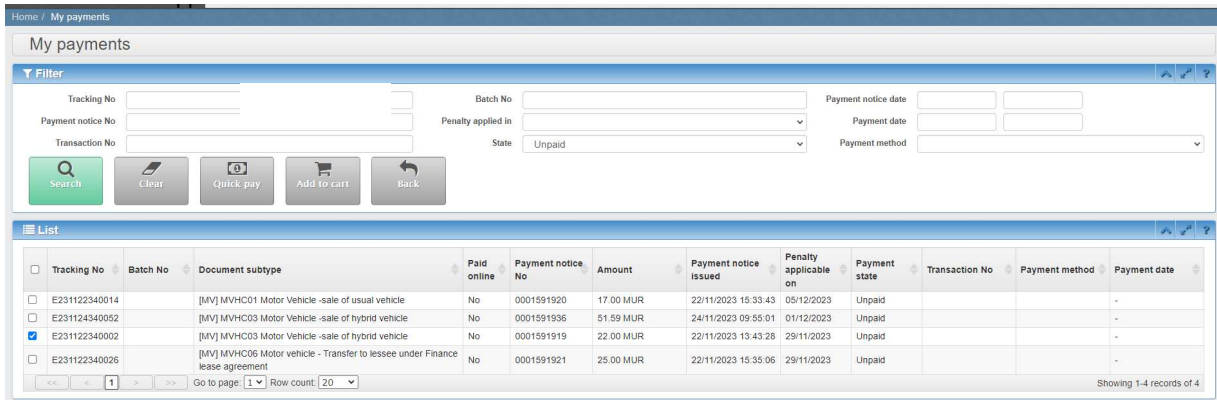 Home / My payments
My payments
Filter
Tracking No Batch No Payment notice date
Payment notice No Penalty applied in Payment date
Transaction No State Unpaid Payment method
Search Clear Quick pay Add to cart Back
List
Tracking No Batch No Document subtype Paid online Payment notice No Amount Payment notice issued Penalty applicable on Payment state Transaction No Payment method Payment date
E231122340014 [MV] MVHC01 Motor Vehicle -sale of usual vehicle No 0001591920 17.00 MUR 22/11/2023 15:33:43 05/12/2023 Unpaid -
E231124340052 [MV] MVHC03 Motor Vehicle -sale of hybrid vehicle No 0001591936 51.59 MUR 24/11/2023 09:55:01 01/12/2023 Unpaid -
E231122340002 [MV] MVHC03 Motor Vehicle -sale of hybrid vehicle No 0001591919 22.00 MUR 22/11/2023 13:43:28 29/11/2023 Unpaid -
E231122340026 [MV] MVHC06 Motor vehicle - Transfer to lessee under Finance lease agreement No 0001591921 25.00 MUR 22/11/2023 15:35:06 29/11/2023 Unpaid -
<< < 1 > >> Go to page: 1 Row count: 20 Showing 1-4 records of 4